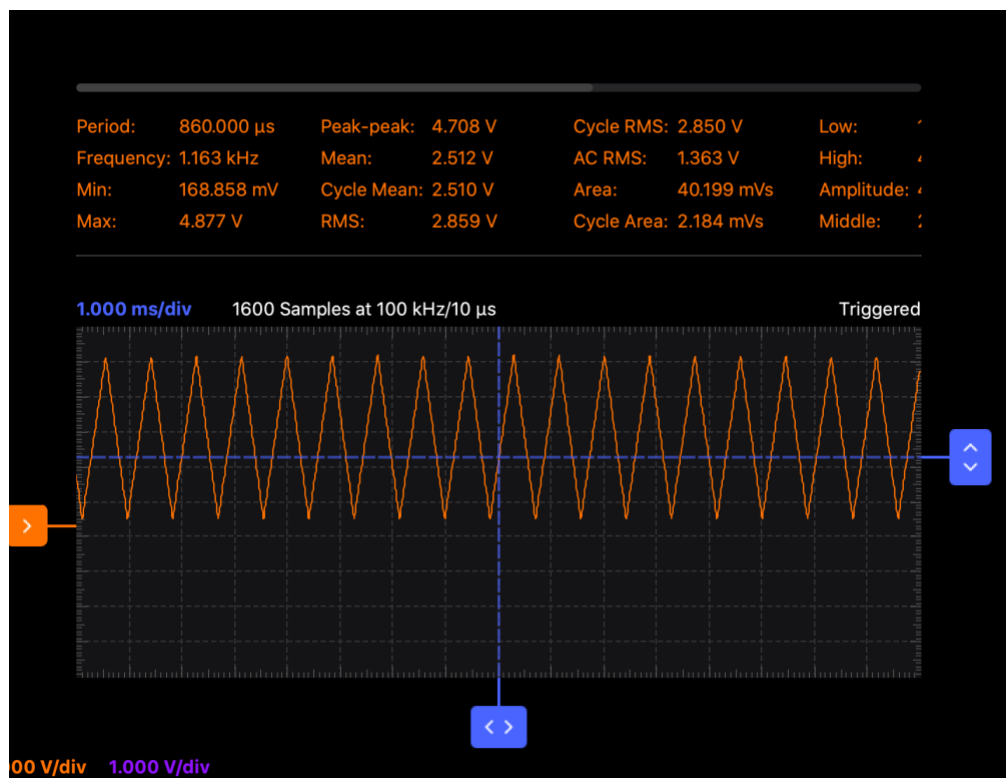 Period: 860.000 µs Peak-peak: 4.708 V Cycle RMS: 2.850 V Low:
Frequency: 1.163 kHz Mean: 2.512 V AC RMS: 1.363 V High:
Min: 168.858 mV Cycle Mean: 2.510 V Area: 40.199 mVs Amplitude:
Max: 4.877 V RMS: 2.859 V Cycle Area: 2.184 mVs Middle:
1.000 ms/div 1600 Samples at 100 kHz/10 µs Triggered
00 V/div 1.000 V/div